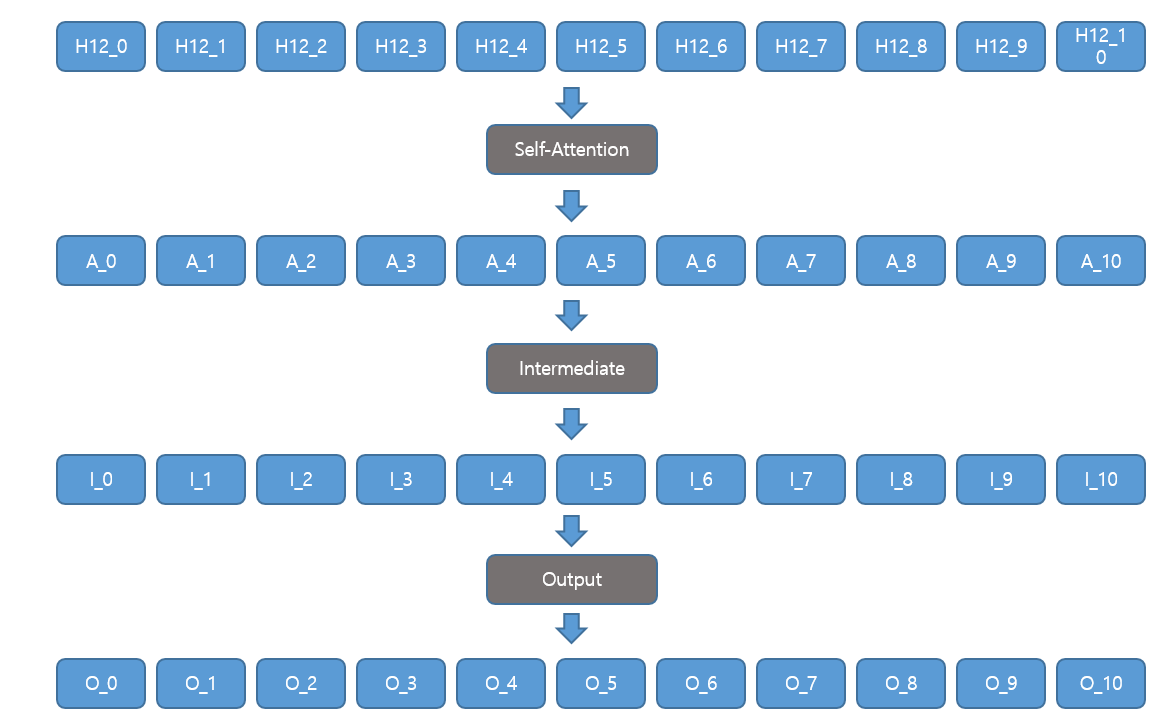 H12_0 H12_1 H12_2 H12_3 H12_4 H12_5 H12_6 H12_7 H12_8 H12_9 H12_1
0
Self-Attention
A_0 A_1 A_2 A_3 A_4 A_5 A_6 A_7 A_8 A_9 A_10
Intermediate
I_0 I_1 I_2 I_3 I_4 I_5 I_6 I_7 I_8 I_9 I_10
Output
O_0 O_1 O_2 O_3 O_4 O_5 O_6 O_7 O_8 O_9 O_10